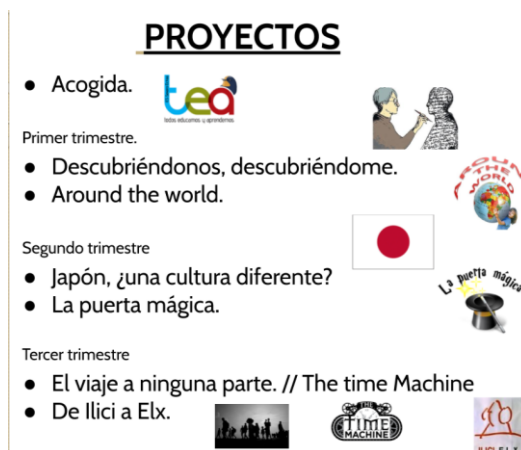 PROYECTOS
● Acogida.
tea
todos educamos y aprendemos
Primer trimestre.
● Descubriéndonos, descubriéndome.
● Around the world.
AROUND
THE
WORLD
Segundo trimestre
● Japón, ¿una cultura diferente?
● La puerta mágica.
La puerta mágica
Tercer trimestre
● El viaje a ninguna parte. // The time Machine
● De Ilici a Elx.
THE
TIME
MACHINE